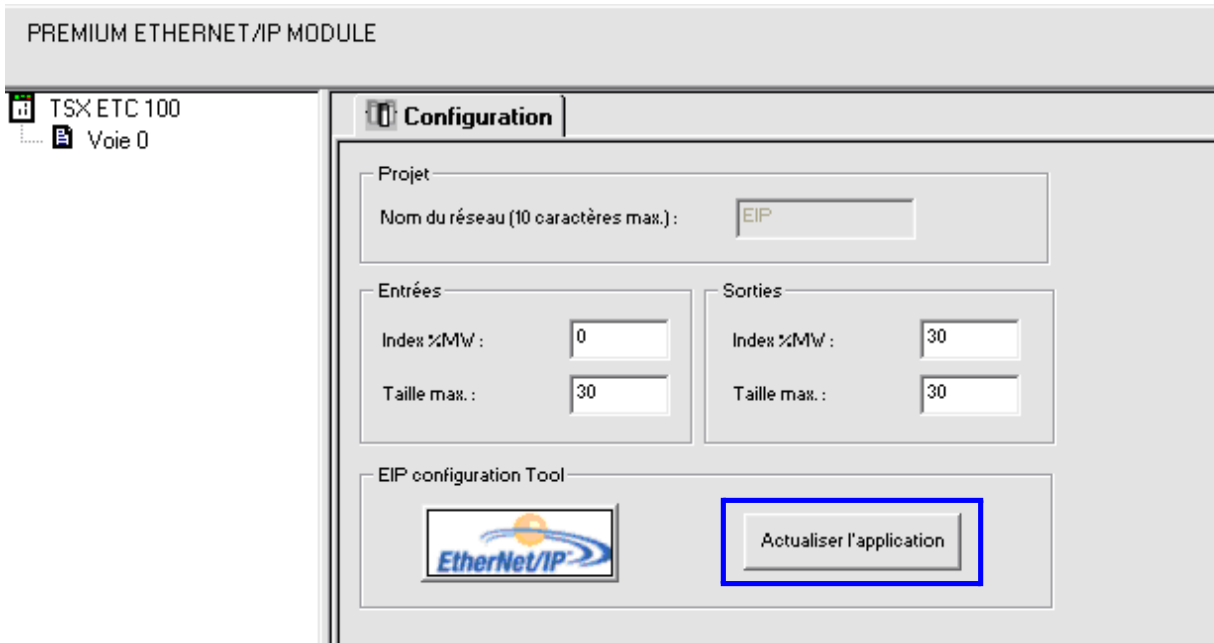 PREMIUM ETHERNET/IP MODULE
TSX ETC 100
Voie 0
Configuration
Projet
Nom du réseau (10 caractères max.) :
EIP
Entrées
Index %MW :
0
Taille max. :
30
Sorties
Index %MW :
30
Taille max. :
30
EIP configuration Tool
EtherNet/IP
Actualiser l'application